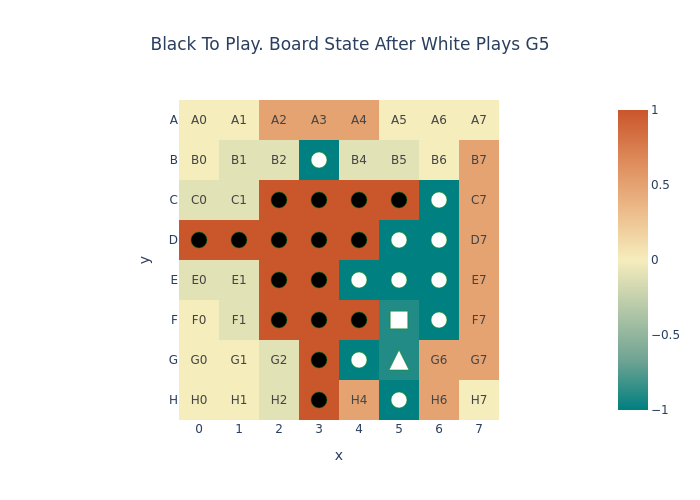 Black To Play. Board State After White Plays G5
A A0 A1 A2 A3 A4 A5 A6 A7
B B0 B1 B2 B4 B5 B6 B7
C C0 C1 C7
D D7
E E0 E1 E7
F F0 F1 F7
G G0 G1 G2 G6 G7
H H0 H1 H2 H4 H6 H7
0 1 2 3 4 5 6 7
x
y
1
0.5
0
−0.5
−1